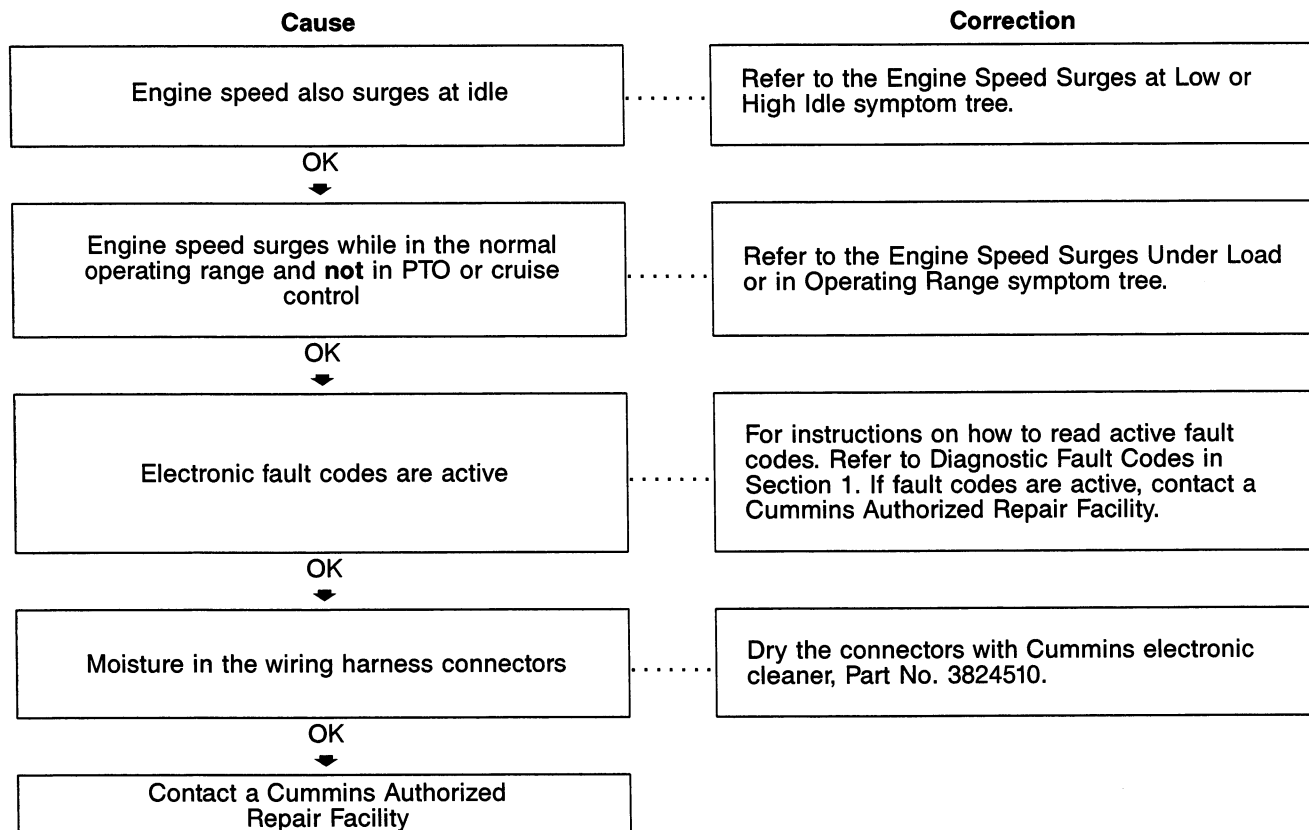 Cause
Correction
Engine speed also surges at idle
Refer to the Engine Speed Surges at Low or
High Idle symptom tree.
OK
Engine speed surges while in the normal
operating range and not in PTO or cruise
control
Refer to the Engine Speed Surges Under Load
or in Operating Range symptom tree.
OK
Electronic fault codes are active
For instructions on how to read active fault
codes. Refer to Diagnostic Fault Codes in
Section 1. If fault codes are active, contact a
Cummins Authorized Repair Facility.
OK
Moisture in the wiring harness connectors
Dry the connectors with Cummins electronic
cleaner, Part No. 3824510.
OK
Contact a Cummins Authorized
Repair Facility